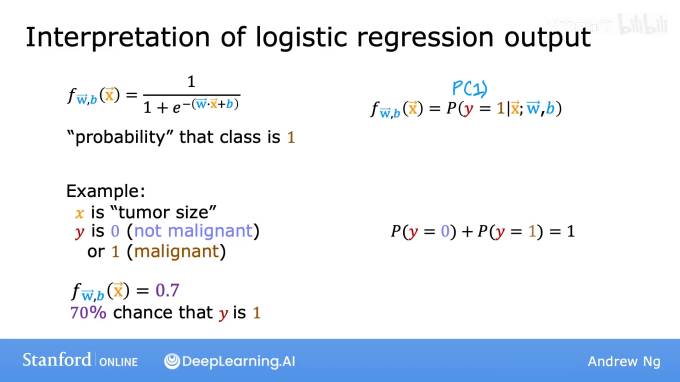 Interpretation of logistic regression output
bilibili
f w⃗,b (x⃗) = 1 / (1 + e^−(w⃗·x⃗+b))
“probability” that class is 1
P(1)
f w⃗,b (x⃗) = P(y = 1|x⃗; w⃗,b)
Example:
x is “tumor size”
y is 0 (not malignant)
or 1 (malignant)
P(y = 0) + P(y = 1) = 1
f w⃗,b (x⃗) = 0.7
70% chance that y is 1
Stanford | ONLINE DeepLearning.AI Andrew Ng